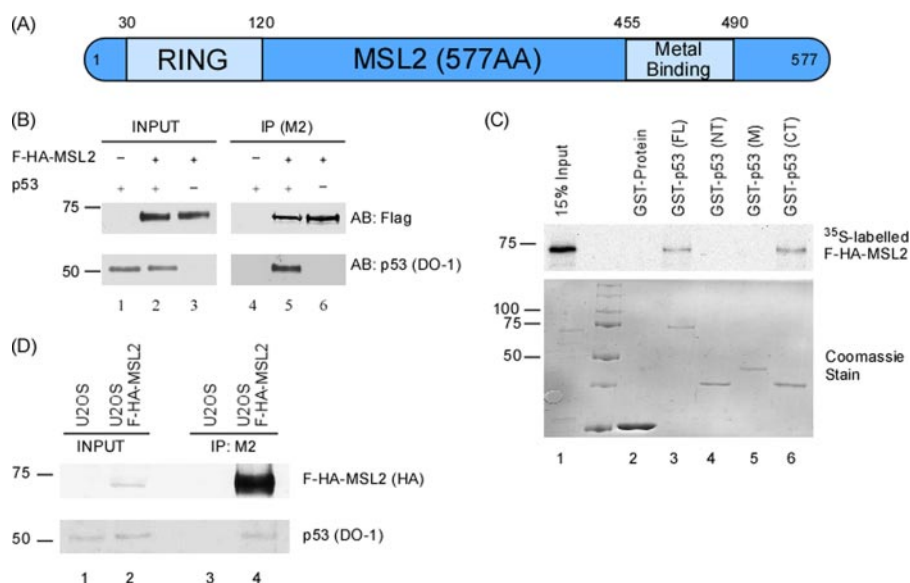 (A)
30 120 455 490
1 RING MSL2 (577AA) Metal Binding 577
(B)
INPUT IP (M2)
F-HA-MSL2 – + + – + +
p53 + + – + + –
75 AB: Flag
50 AB: p53 (DO-1)
1 2 3 4 5 6
(C)
15% Input
GST-Protein
GST-p53 (FL)
GST-p53 (NT)
GST-p53 (M)
GST-p53 (CT)
75 35S-labelled F-HA-MSL2
100
75
50
Coomassie Stain
1 2 3 4 5 6
(D)
U2OS
U2OS F-HA-MSL2
U2OS
U2OS F-HA-MSL2
INPUT IP: M2
75 F-HA-MSL2 (HA)
50 p53 (DO-1)
1 2 3 4